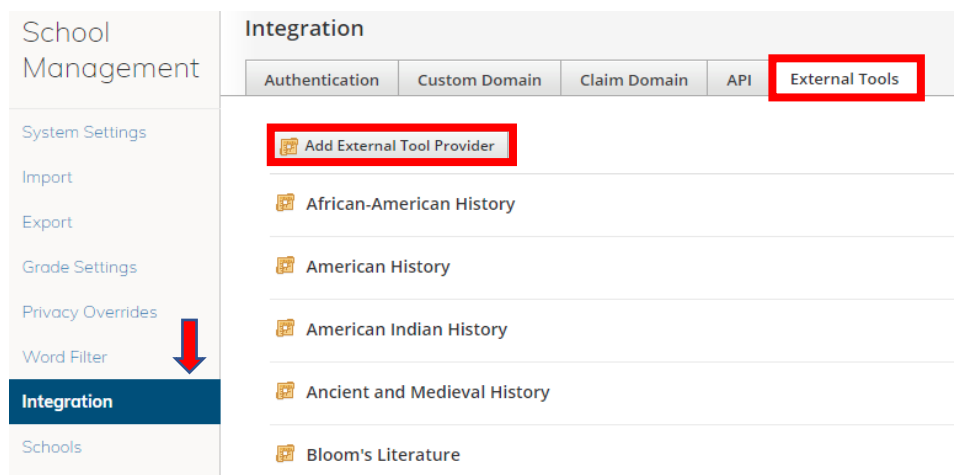 School
Management
System Settings
Import
Export
Grade Settings
Privacy Overrides
Word Filter
Integration
Schools
Integration
Authentication
Custom Domain
Claim Domain
API
External Tools
Add External Tool Provider
African-American History
American History
American Indian History
Ancient and Medieval History
Bloom's Literature